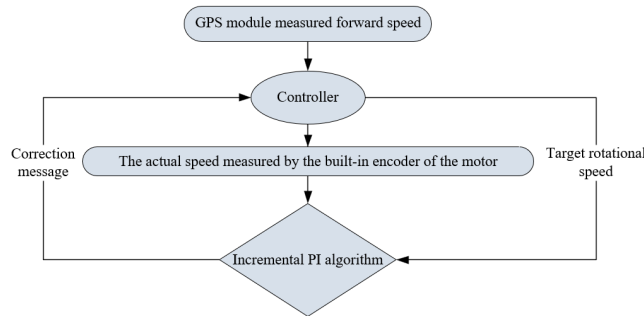 GPS module measured forward speed
Controller
Correction
message
The actual speed measured by the built-in encoder of the motor
Target rotational
speed
Incremental PI algorithm